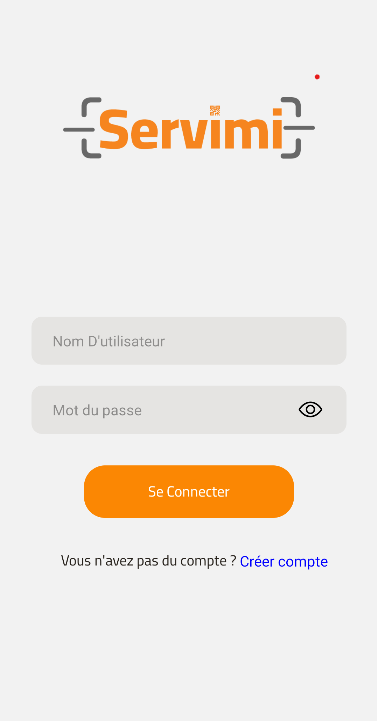 Servimi
Nom D'utilisateur
Mot du passe
Se Connecter
Vous n'avez pas du compte ? Créer compte